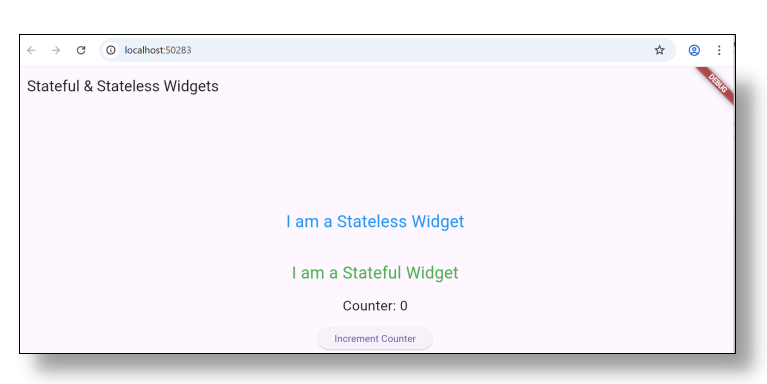 localhost:50283
Stateful & Stateless Widgets
DEBUG
I am a Stateless Widget
I am a Stateful Widget
Counter: 0
Increment Counter